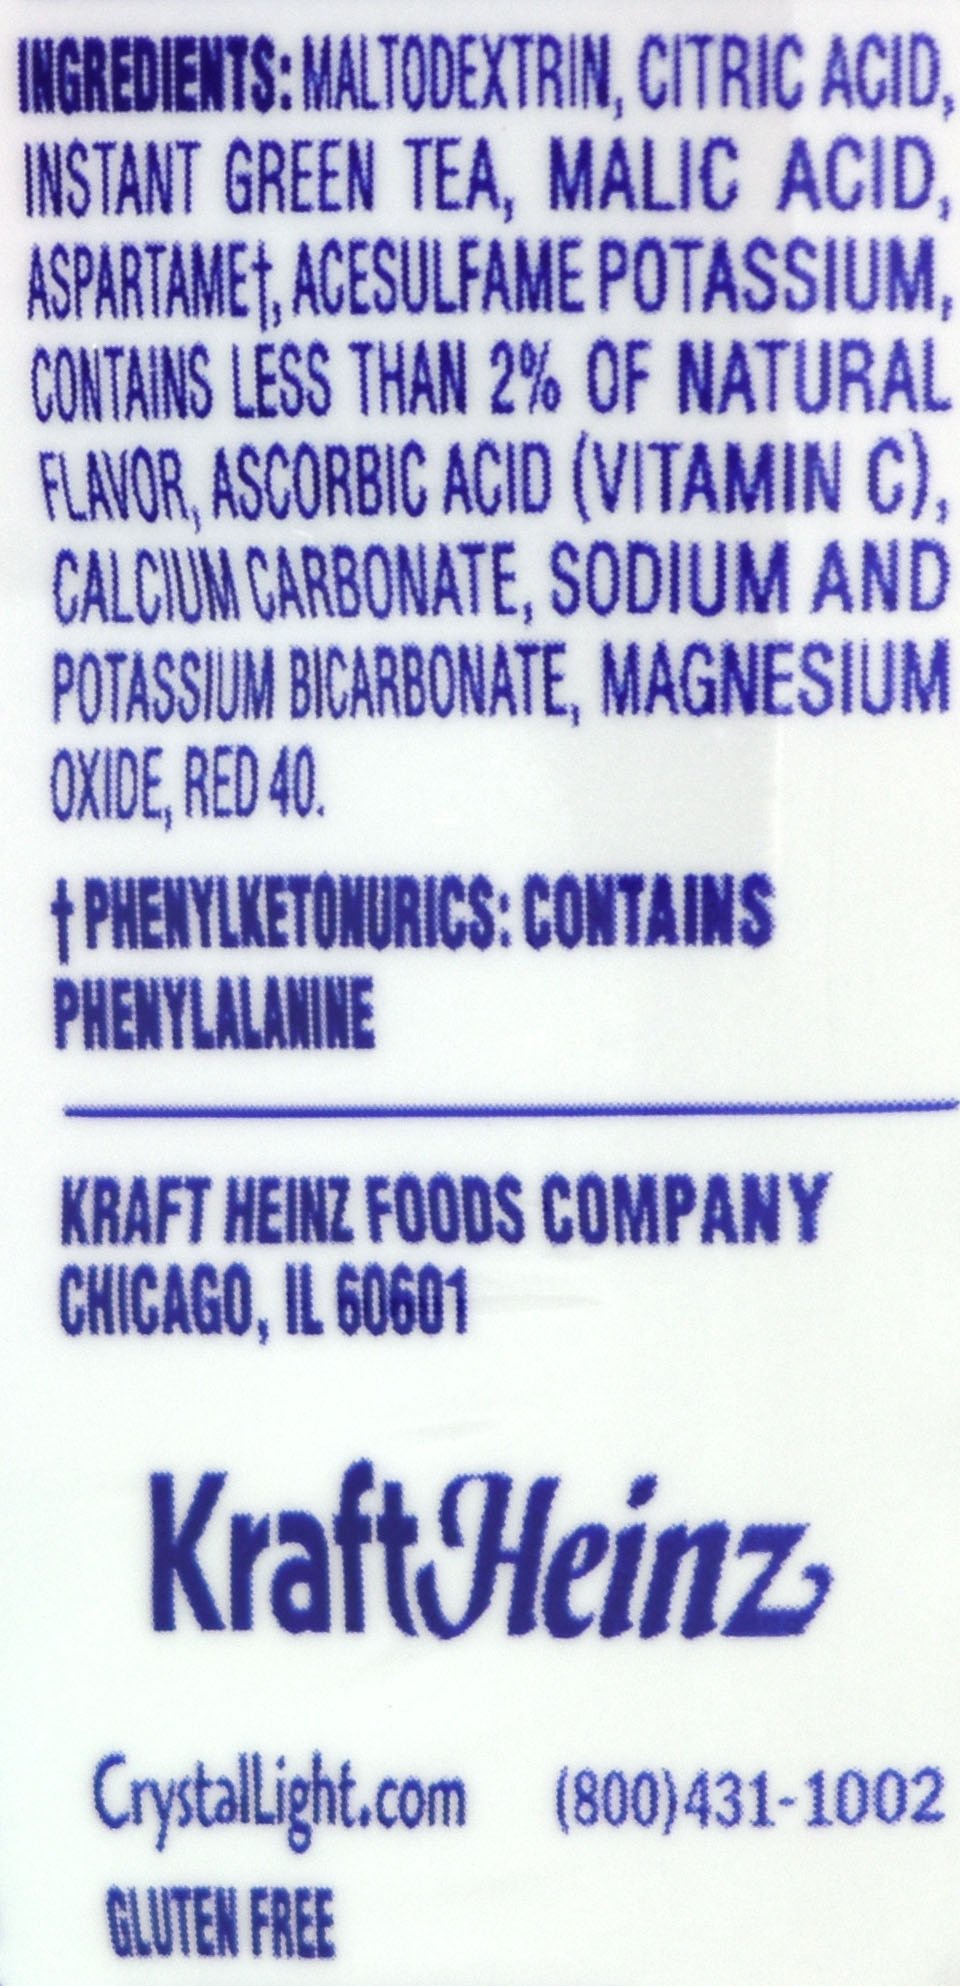 INGREDIENTS: MALTODEXTRIN, CITRIC ACID,
INSTANT GREEN TEA, MALIC ACID,
ASPARTAME†, ACESULFAME POTASSIUM,
CONTAINS LESS THAN 2% OF NATURAL
FLAVOR, ASCORBIC ACID (VITAMIN C),
CALCIUM CARBONATE, SODIUM AND
POTASSIUM BICARBONATE, MAGNESIUM
OXIDE, RED 40.
† PHENYLKETONURICS: CONTAINS
PHENYLALANINE
KRAFT HEINZ FOODS COMPANY
CHICAGO, IL 60601
KraftHeinz
CrystalLight.com (800)431-1002
GLUTEN FREE